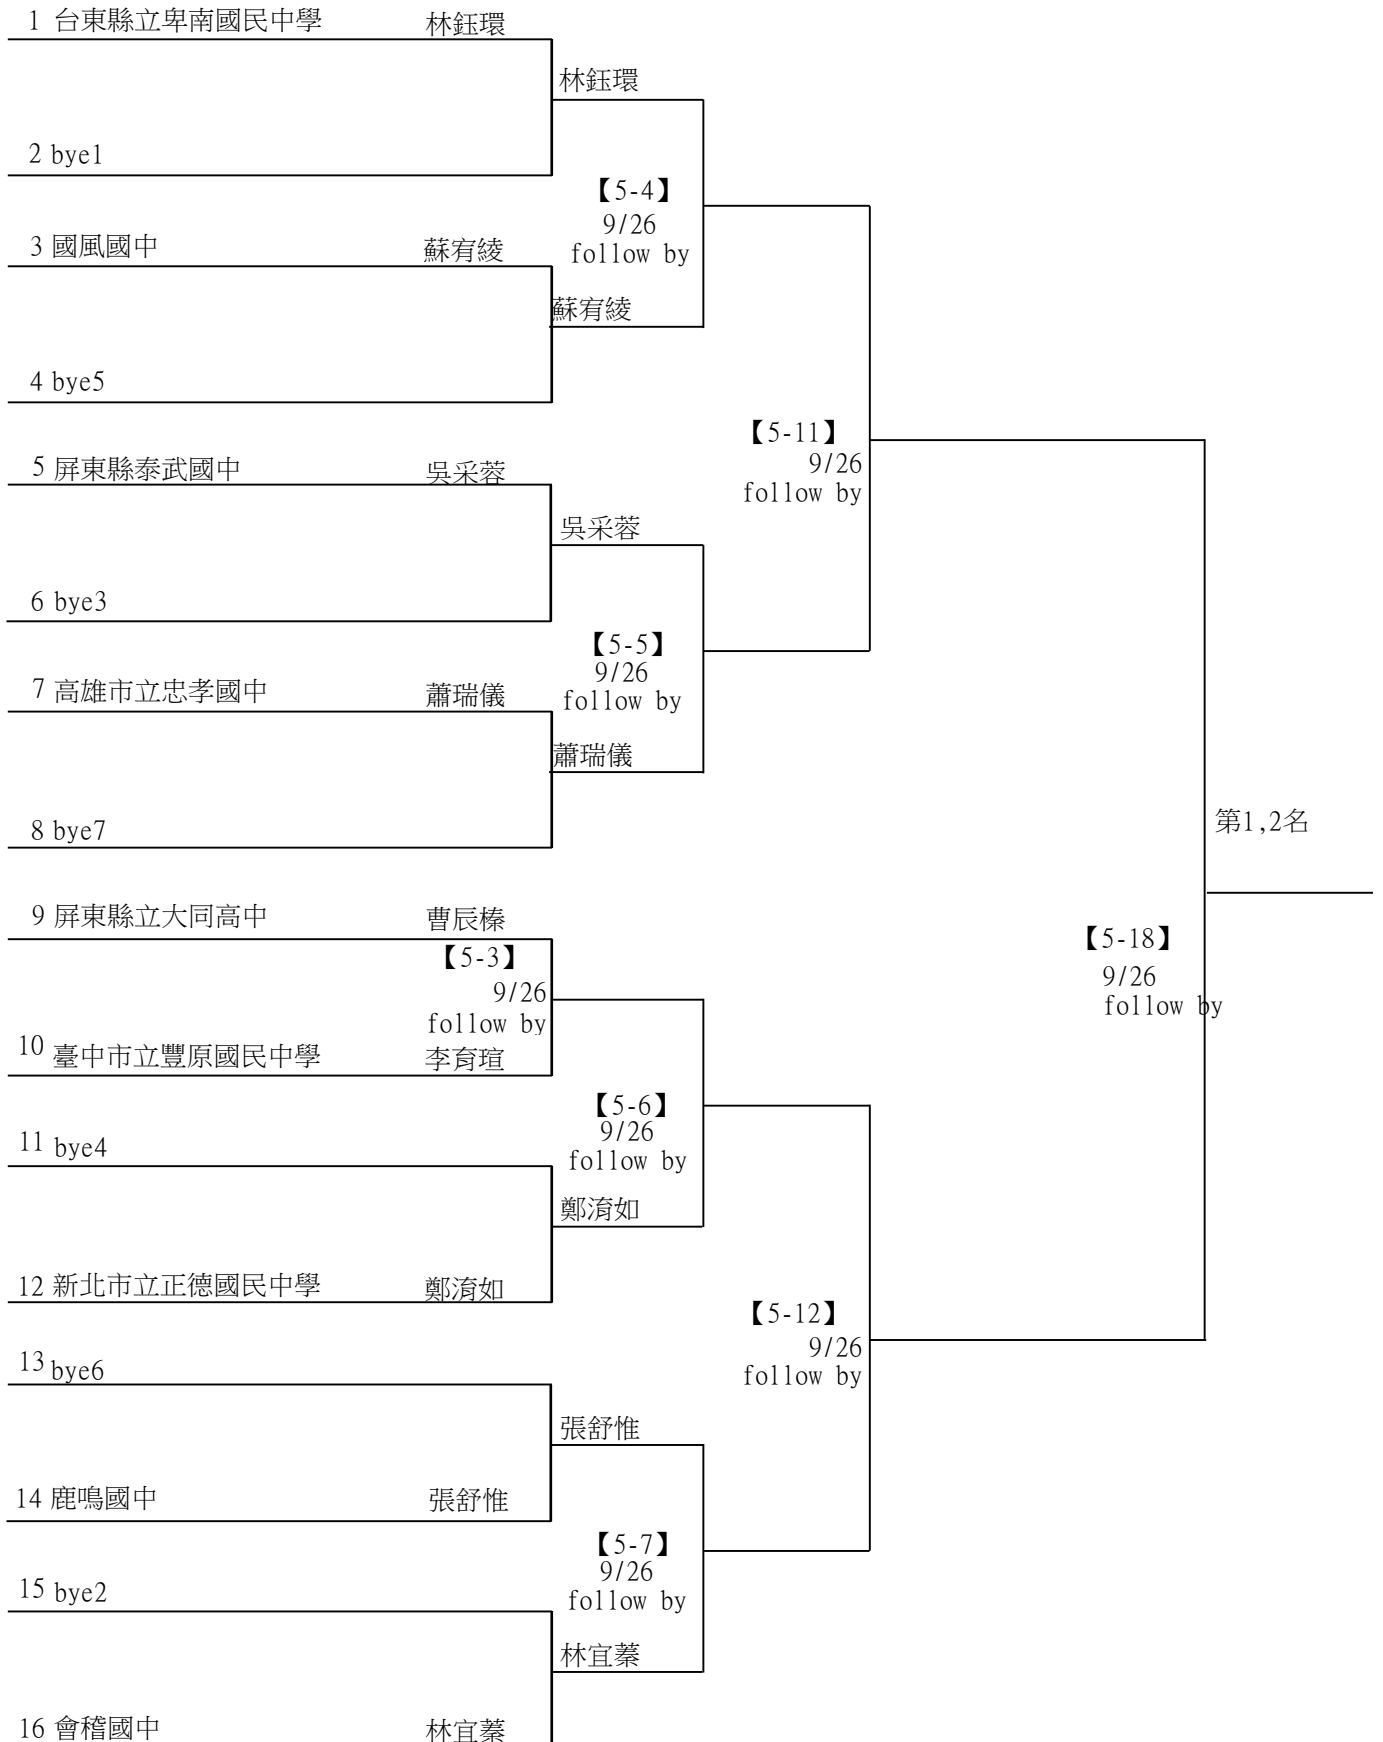 1 台東縣立卑南國民中學 林鈺環
林鈺環
2 bye1
【5-4】
9/26
follow by
3 國風國中 蘇宥綾
蘇宥綾
4 bye5
【5-11】
9/26
follow by
5 屏東縣泰武國中 吳采蓉
吳采蓉
6 bye3
【5-5】
9/26
follow by
7 高雄市立忠孝國中 蕭瑞儀
蕭瑞儀
8 bye7
第1,2名
9 屏東縣立大同高中 曹辰榛
【5-3】
9/26
follow by
【5-18】
9/26
follow by
10 臺中市立豐原國民中學 李育瑄
【5-6】
9/26
follow by
11 bye4
鄭淯如
12 新北市立正德國民中學 鄭淯如
【5-12】
9/26
follow by
13 bye6
張舒惟
14 鹿鳴國中 張舒惟
【5-7】
9/26
follow by
15 bye2
林宜蓁
16 會稽國中 林宜蓁